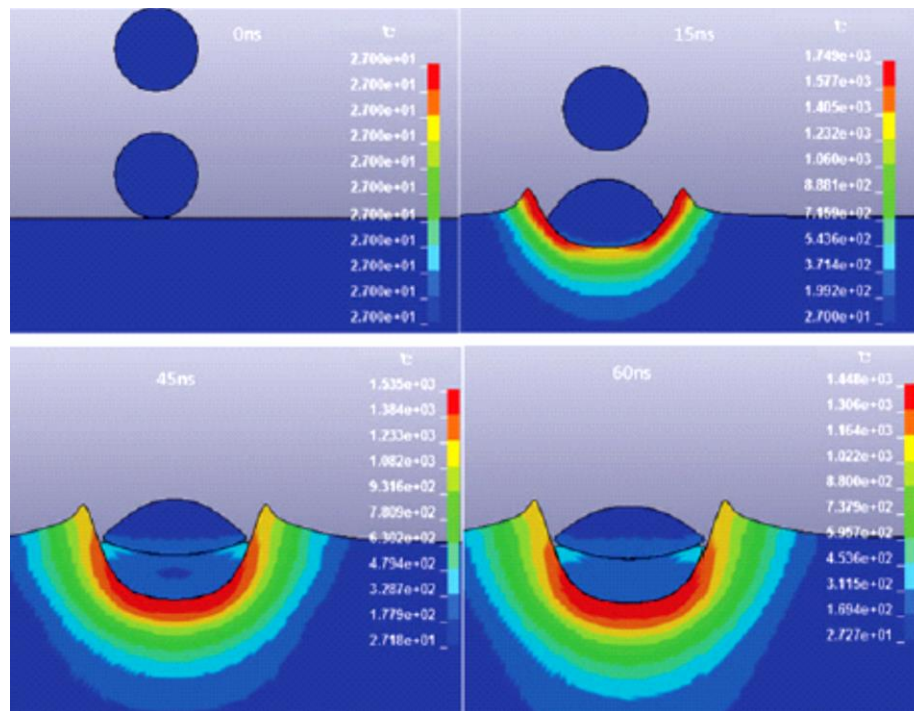 0ns
℃
2.700e+01
2.700e+01
2.700e+01
2.700e+01
2.700e+01
2.700e+01
2.700e+01
2.700e+01
2.700e+01
2.700e+01
2.700e+01
15ns
℃
1.749e+03
1.577e+03
1.405e+03
1.232e+03
1.060e+03
8.881e+02
7.159e+02
5.436e+02
3.714e+02
1.992e+02
2.700e+01
45ns
℃
1.535e+03
1.384e+03
1.233e+03
1.082e+03
9.316e+02
7.809e+02
6.302e+02
4.794e+02
3.287e+02
1.779e+02
2.718e+01
60ns
℃
1.448e+03
1.306e+03
1.164e+03
1.022e+03
8.800e+02
7.379e+02
5.957e+02
4.536e+02
3.115e+02
1.694e+02
2.727e+01